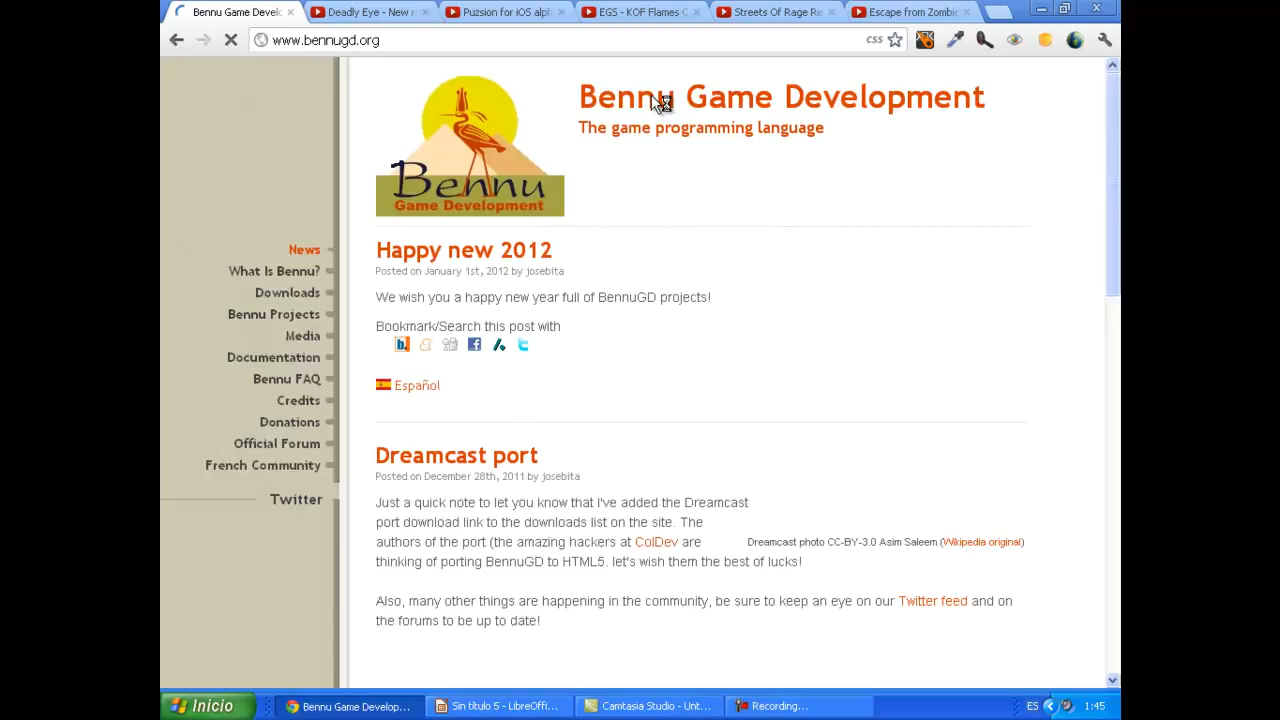 Bennu Game Develo
Deadly Eye - New r
Puzsion for iOS alph
EGS - KOF Flames C
Streets Of Rage Re
Escape from Zombie
www.bennugd.org
css
Bennu Game Development
The game programming language
Bennu
Game Development
News
What Is Bennu?
Downloads
Bennu Projects
Media
Documentation
Bennu FAQ
Credits
Donations
Official Forum
French Community
Twitter
Happy new 2012
Posted on January 1st, 2012 by josebita
We wish you a happy new year full of BennuGD projects!
Bookmark/Search this post with
Español
Dreamcast port
Posted on December 28th, 2011 by josebita
Just a quick note to let you know that I've added the Dreamcast
port download link to the downloads list on the site. The
authors of the port (the amazing hackers at ColDev are
Dreamcast photo CC-BY-3.0 Asim Saleem (Wikipedia original)
thinking of porting BennuGD to HTML5. let's wish them the best of lucks!
Also, many other things are happening in the community, be sure to keep an eye on our Twitter feed and on
the forums to be up to date!
Inicio
Bennu Game Develop...
Sin título 5 - LibreOffi...
Camtasia Studio - Unt...
Recording...
ES
1:45